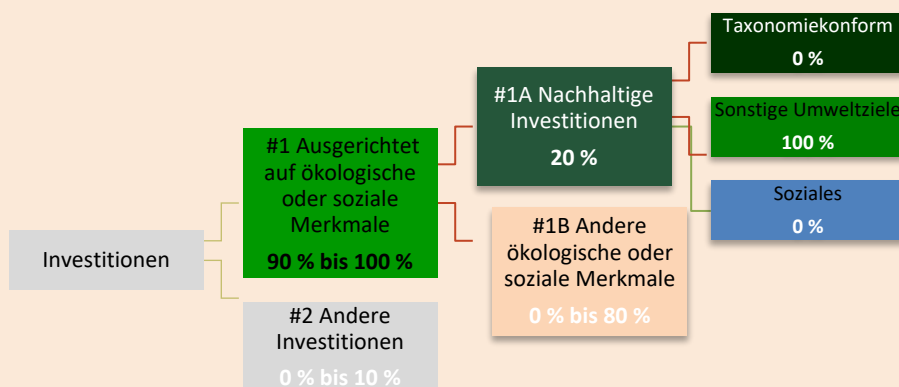 Investitionen
#1 Ausgerichtet
auf ökologische
oder soziale
Merkmale
90 % bis 100 %
#2 Andere
Investitionen
0 % bis 10 %
#1A Nachhaltige
Investitionen
20 %
#1B Andere
ökologische oder
soziale Merkmale
0 % bis 80 %
Taxonomiekonform
0 %
Sonstige Umweltziele
100 %
Soziales
0 %